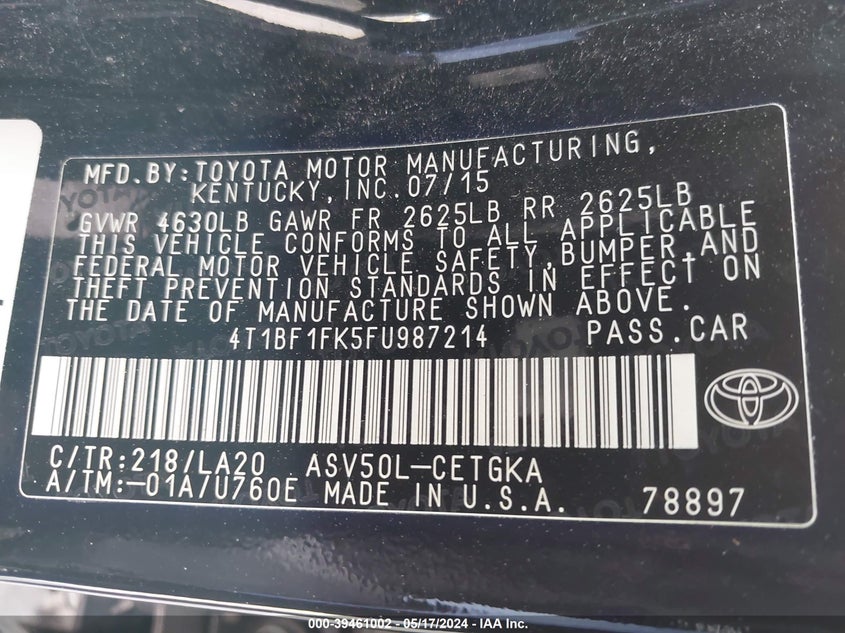 MFD.BY:TOYOTA MOTOR MANUFACTURING,
KENTUCKY,INC.07/15
GVWR 4630LB GAWR FR 2625LB RR 2625LB
THIS VEHICLE CONFORMS TO ALL APPLICABLE
FEDERAL MOTOR VEHICLE SAFETY,BUMPER,AND
THEFT PREVENTION STANDARDS IN EFFECT ON
THE DATE OF MANUFACTURE SHOWN ABOVE.
4T1BF1FK5FU987214 PASS.CAR
C/TR:218/LA20 ASV50L-CETGKA
A/TM:-01A/U760E MADE IN U.S.A. 78897
000-39461002 - 05/17/2024 - IAA Inc.